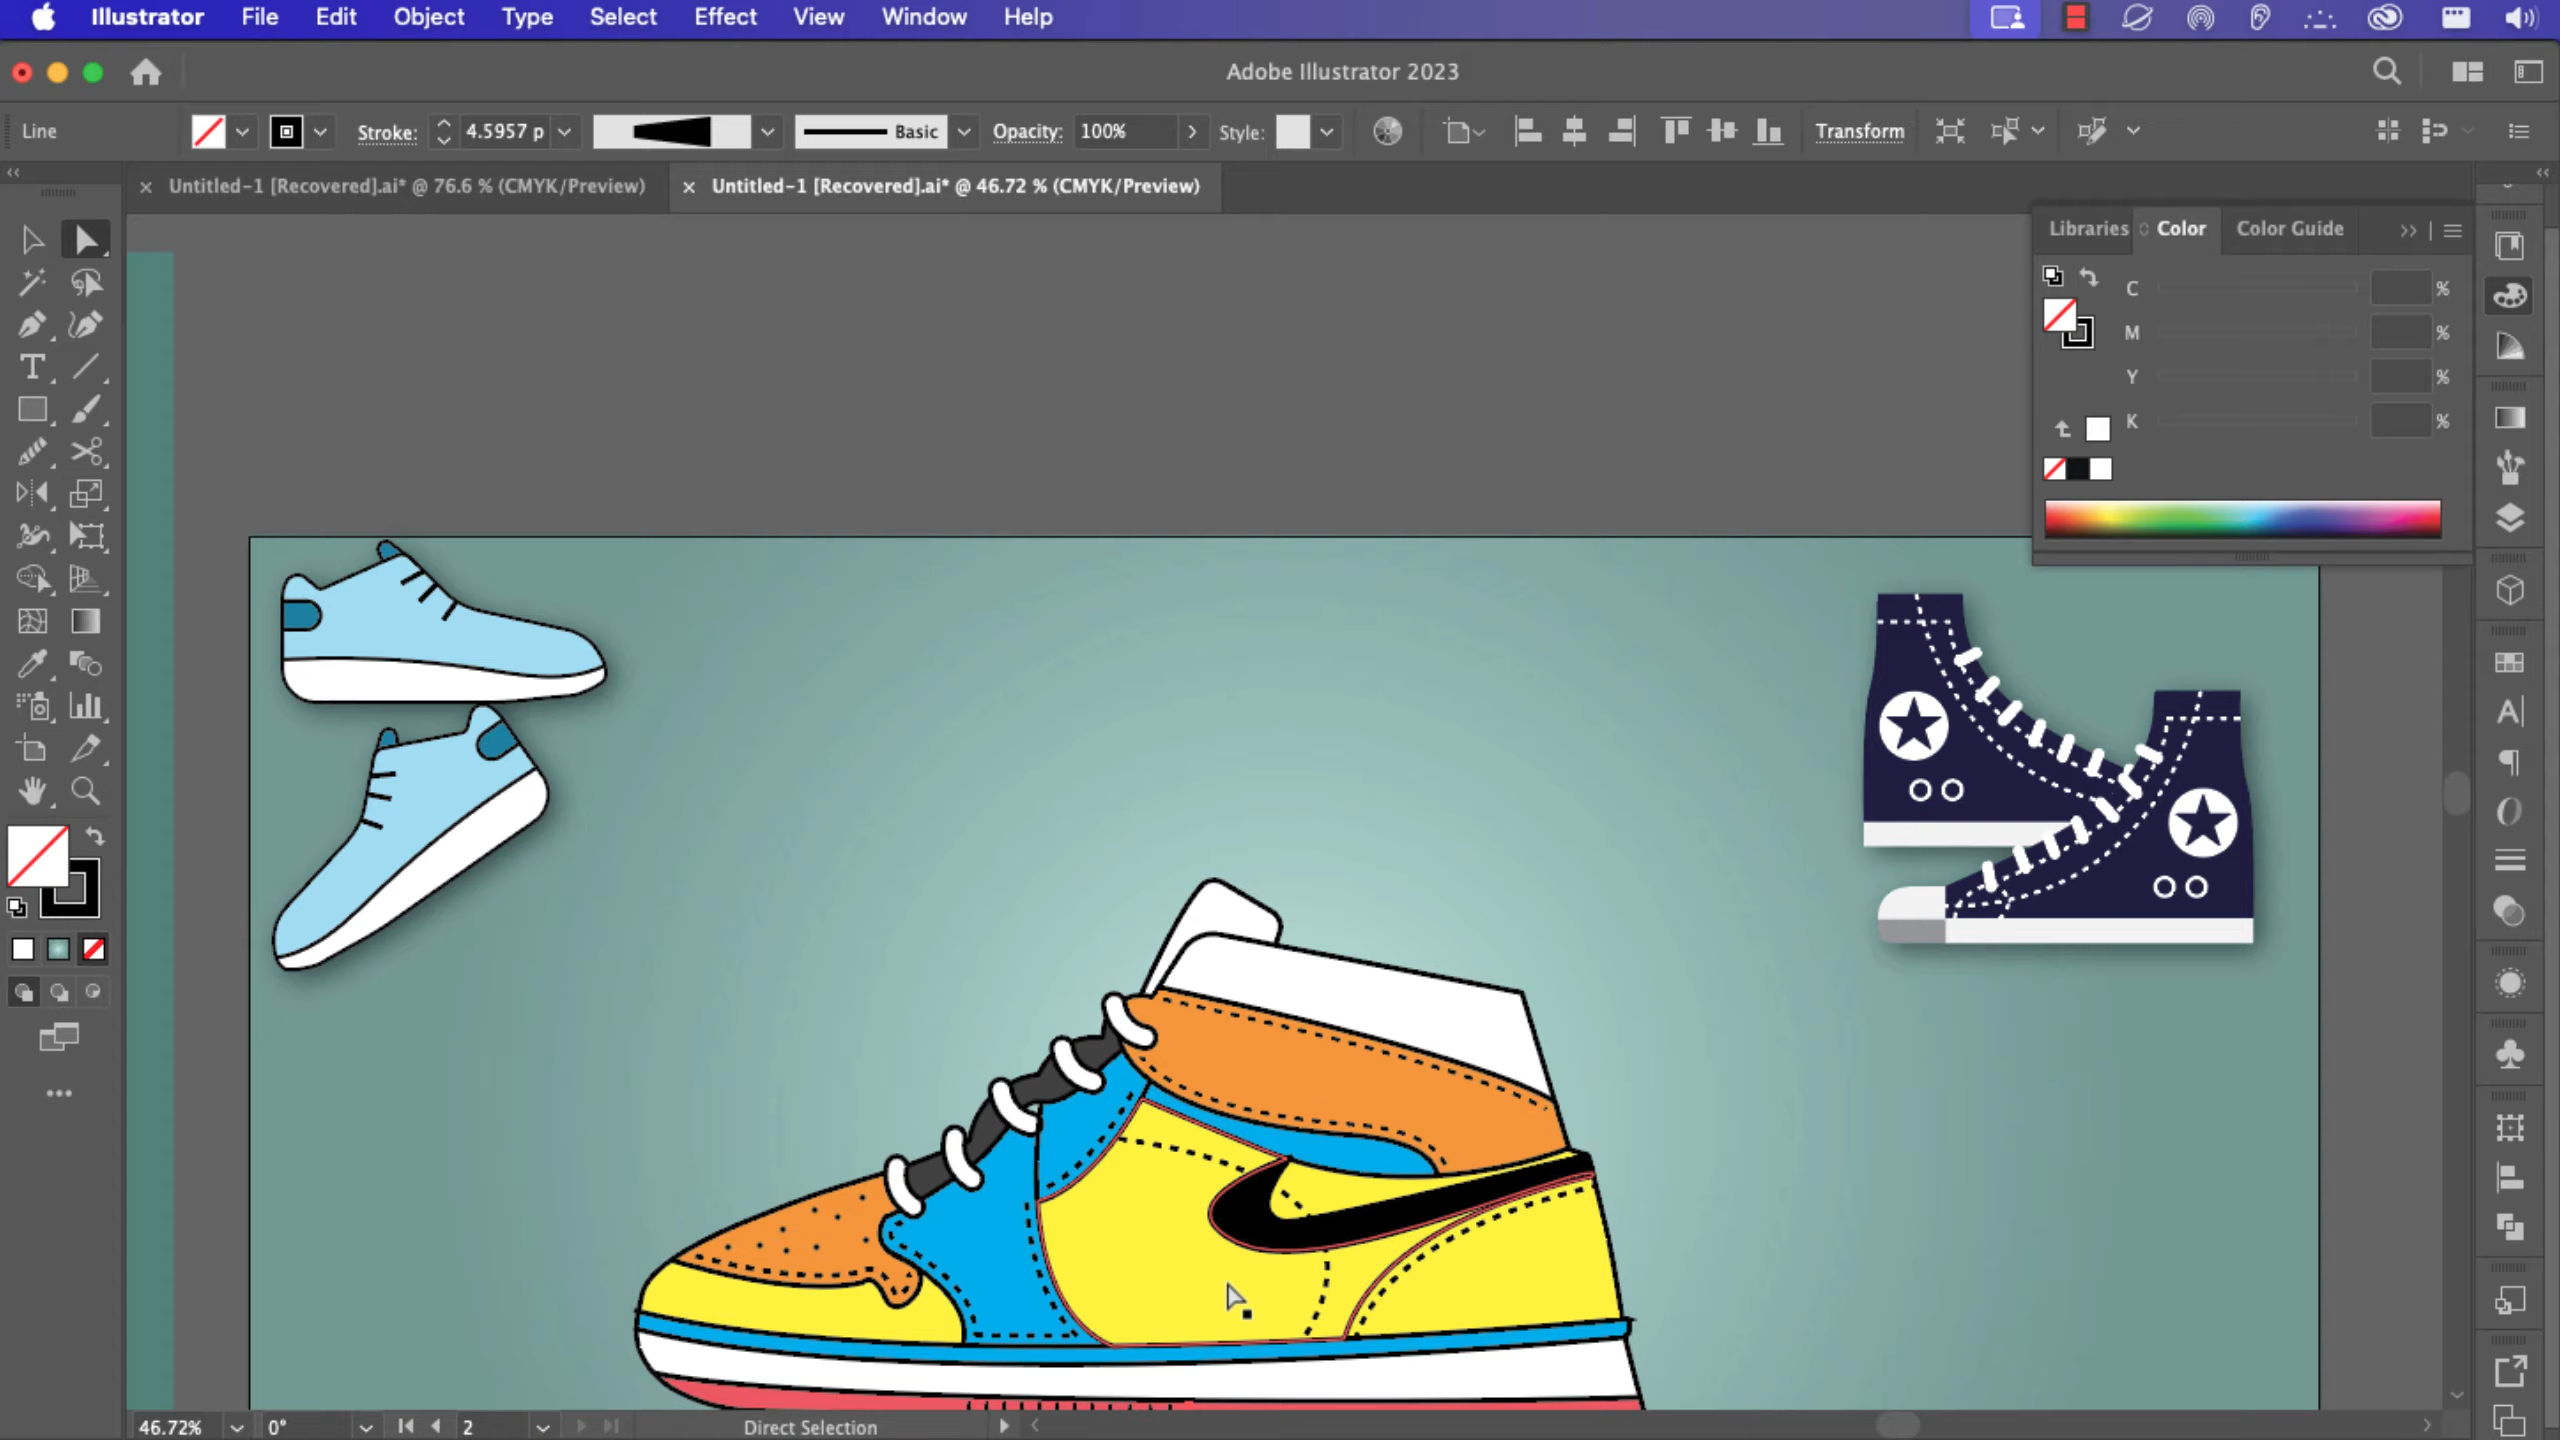 Illustrator File Edit Object Type Select Effect View Window Help
Adobe Illustrator 2023
Line Stroke: 4.5957 p Basic Opacity: 100% Style: Transform
Untitled-1 [Recovered].ai* @ 76.6 % (CMYK/Preview) Untitled-1 [Recovered].ai* @ 46.72 % (CMYK/Preview)
Libraries Color Color Guide
C %
M %
Y %
K %
46.72% 0° 2 Direct Selection